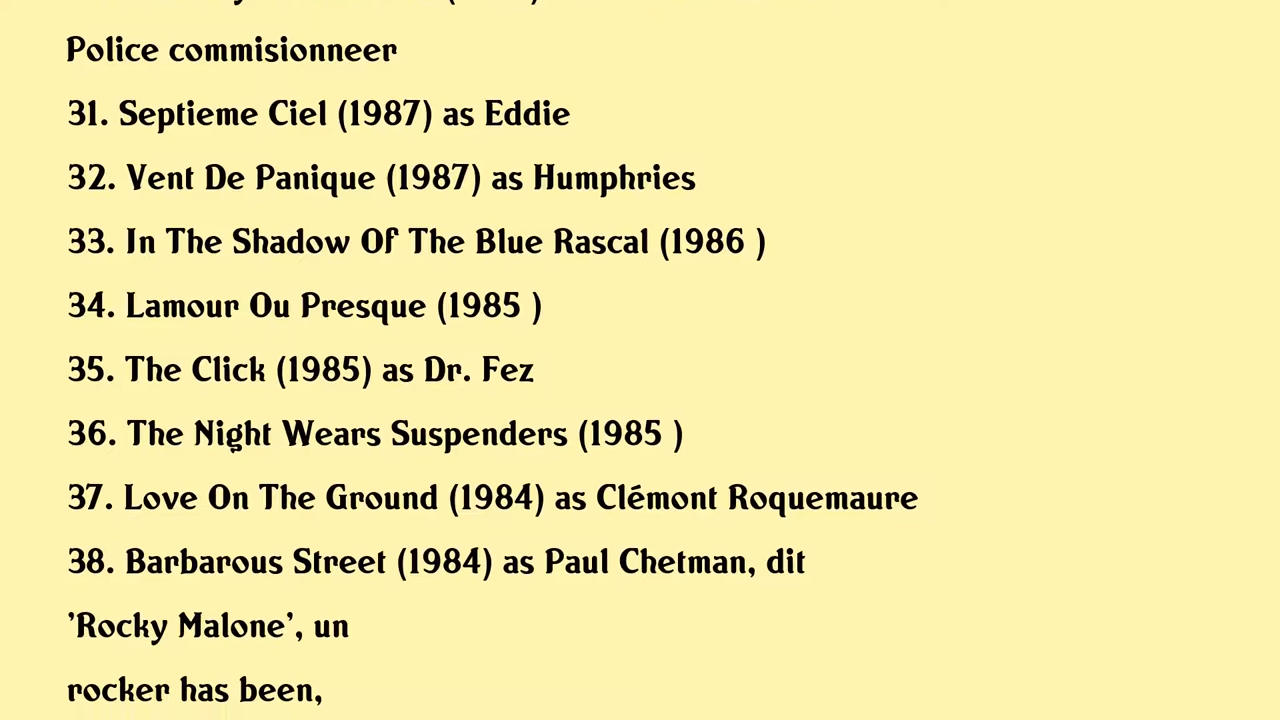 Police commisionneer
31. Septieme Ciel (1987) as Eddie
32. Vent De Panique (1987) as Humphries
33. In The Shadow Of The Blue Rascal (1986 )
34. Lamour Ou Presque (1985 )
35. The Click (1985) as Dr. Fez
36. The Night Wears Suspenders (1985 )
37. Love On The Ground (1984) as Clémont Roquemaure
38. Barbarous Street (1984) as Paul Chetman, dit
'Rocky Malone', un
rocker has been,